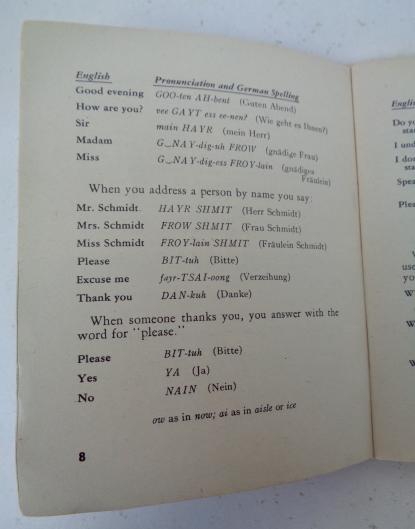 English Pronunciation and German Spelling
Good evening GOO-ten AH-bent (Guten Abend)
How are you? vee GAYT ess ee-nen? (Wie geht es Ihnen?)
Sir main HAYR (mein Herr)
Madam G_NAY-dig-uh FROW (gnädige Frau)
Miss G_NAY-dig-ess FROY-lain (gnädiges
Fräulein)
When you address a person by name you say:
Mr. Schmidt HAYR SHMIT (Herr Schmidt)
Mrs. Schmidt FROW SHMIT (Frau Schmidt)
Miss Schmidt FROY-lain SHMIT (Fräulein Schmidt)
Please BIT-tuh (Bitte)
Excuse me fayr-TSAI-oong (Verzeihung)
Thank you DAN-kuh (Danke)
When someone thanks you, you answer with the
word for "please."
Please BIT-tuh (Bitte)
Yes YA (Ja)
No NAIN (Nein)
ow as in now; ai as in aisle or ice
8